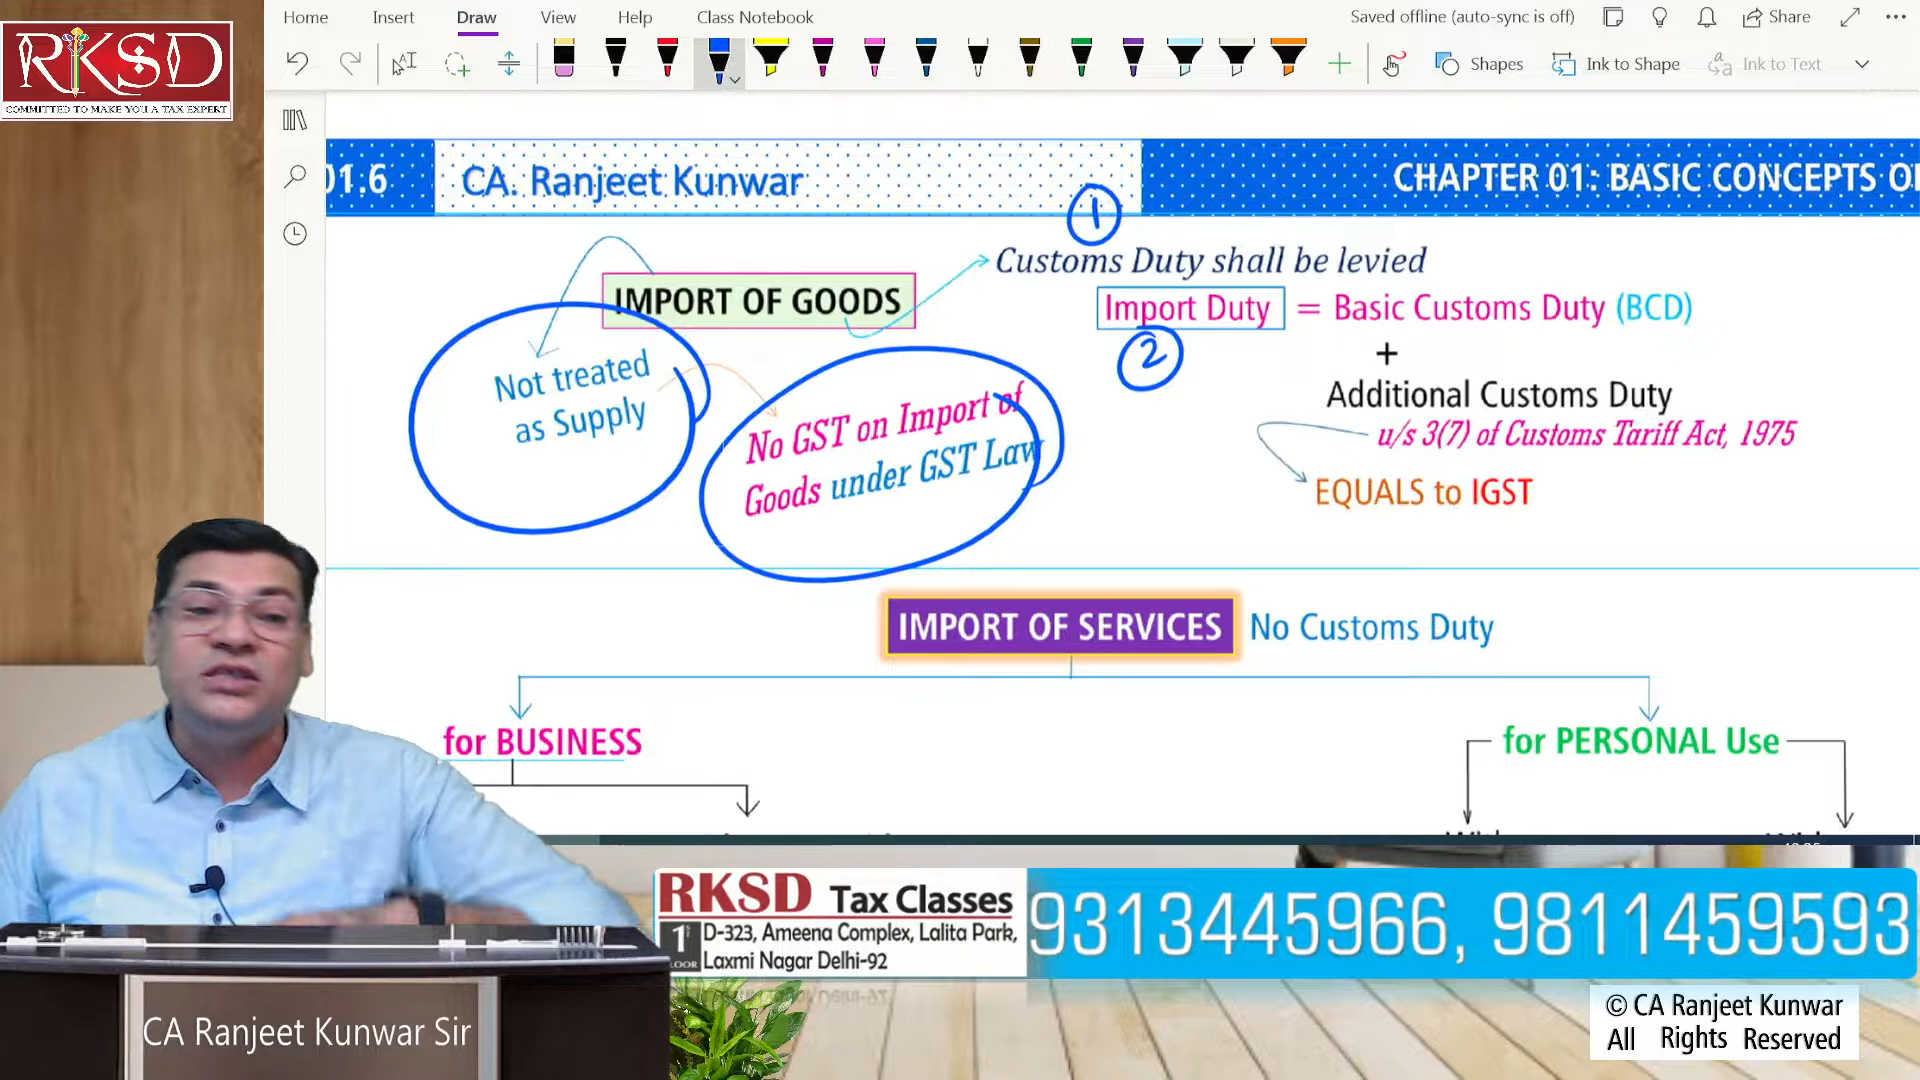 Home Insert Draw View Help Class Notebook Saved offline (auto-sync is off) Share
Shapes Ink to Shape Ink to Text
RKSD
COMMITTED TO MAKE YOU A TAX EXPERT
01.6 CA. Ranjeet Kunwar CHAPTER 01: BASIC CONCEPTS
1
Customs Duty shall be levied
IMPORT OF GOODS
Import Duty = Basic Customs Duty (BCD)
2
+
Not treated
as Supply
No GST on Import of
Goods under GST Law
Additional Customs Duty
u/s 3(7) of Customs Tariff Act, 1975
EQUALS to IGST
IMPORT OF SERVICES No Customs Duty
for BUSINESS
for PERSONAL Use
RKSD Tax Classes
D-323, Ameena Complex, Lalita Park,
Laxmi Nagar Delhi-92
9313445966, 9811459593
CA Ranjeet Kunwar Sir
© CA Ranjeet Kunwar
All Rights Reserved